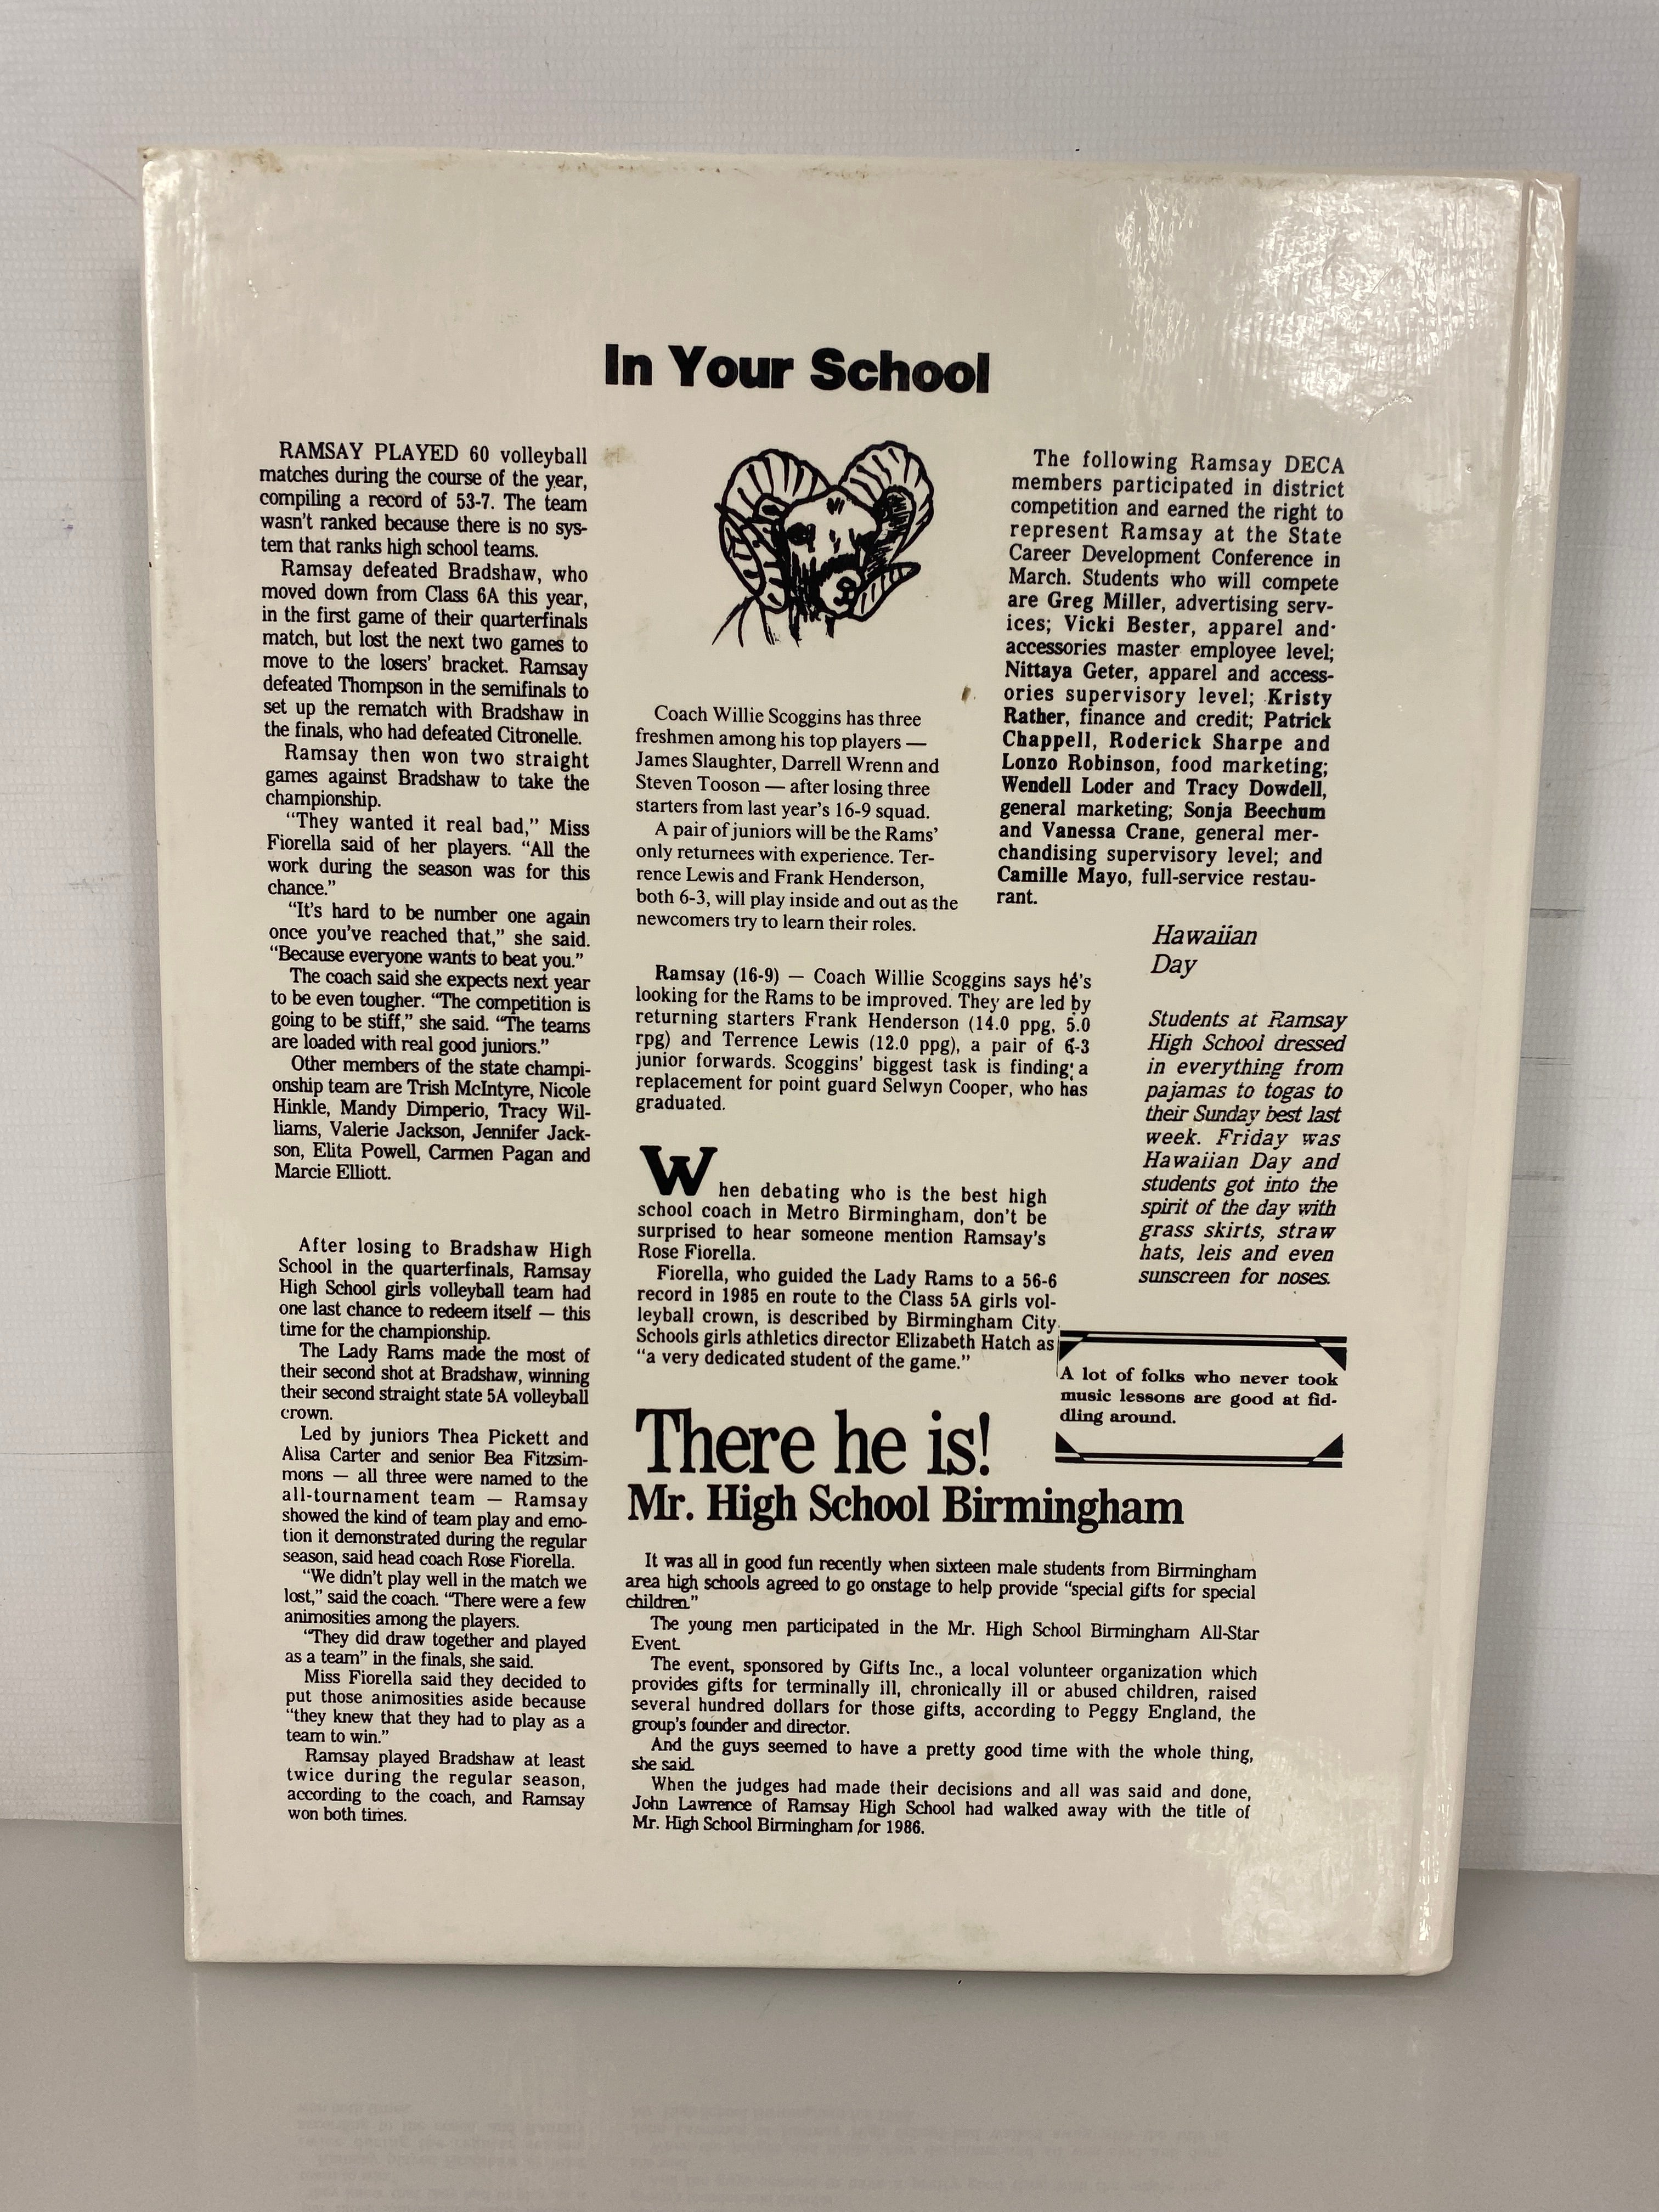 In Your School
RAMSAY PLAYED 60 volleyball
matches during the course of the year,
compiling a record of 53-7. The team
wasn't ranked because there is no sys-
tem that ranks high school teams.
Ramsay defeated Bradshaw, who
moved down from Class 6A this year,
in the first game of their quarterfinals
match, but lost the next two games to
move to the losers' bracket. Ramsay
defeated Thompson in the semifinals to
set up the rematch with Bradshaw in
the finals, who had defeated Citronelle.
Ramsay then won two straight
games against Bradshaw to take the
championship.
"They wanted it real bad," Miss
Fiorella said of her players. "All the
work during the season was for this
chance."
"It's hard to be number one again
once you've reached that," she said.
"Because everyone wants to beat you."
The coach said she expects next year
to be even tougher. "The competition is
going to be stiff," she said. "The teams
are loaded with real good juniors."
Other members of the state champi-
onship team are Trish McIntyre, Nicole
Hinkle, Mandy Dimperio, Tracy Wil-
liams, Valerie Jackson, Jennifer Jack-
son, Elita Powell, Carmen Pagan and
Marcie Elliott.
After losing to Bradshaw High
School in the quarterfinals, Ramsay
High School girls volleyball team had
one last chance to redeem itself — this
time for the championship.
The Lady Rams made the most of
their second shot at Bradshaw, winning
their second straight state 5A volleyball
crown.
Led by juniors Thea Pickett and
Alisa Carter and senior Bea Fitzsim-
mons — all three were named to the
all-tournament team — Ramsay
showed the kind of team play and emo-
tion it demonstrated during the regular
season, said head coach Rose Fiorella.
"We didn't play well in the match we
lost," said the coach. "There were a few
animosities among the players.
"They did draw together and played
as a team" in the finals, she said.
Miss Fiorella said they decided to
put those animosities aside because
"they knew that they had to play as a
team to win."
Ramsay played Bradshaw at least
twice during the regular season,
according to the coach, and Ramsay
won both times.
Coach Willie Scoggins has three
freshmen among his top players —
James Slaughter, Darrell Wrenn and
Steven Tooson — after losing three
starters from last year's 16-9 squad.
A pair of juniors will be the Rams'
only returnees with experience. Ter-
rence Lewis and Frank Henderson,
both 6-3, will play inside and out as the
newcomers try to learn their roles.
Ramsay (16-9) — Coach Willie Scoggins says he's
looking for the Rams to be improved. They are led by
returning starters Frank Henderson (14.0 ppg, 5.0
rpg) and Terrence Lewis (12.0 ppg), a pair of 6-3
junior forwards. Scoggins' biggest task is finding a
replacement for point guard Selwyn Cooper, who has
graduated.
When debating who is the best high
school coach in Metro Birmingham, don't be
surprised to hear someone mention Ramsay's
Rose Fiorella.
Fiorella, who guided the Lady Rams to a 56-6
record in 1985 en route to the Class 5A girls vol-
leyball crown, is described by Birmingham City
Schools girls athletics director Elizabeth Hatch as
"a very dedicated student of the game."
The following Ramsay DECA
members participated in district
competition and earned the right to
represent Ramsay at the State
Career Development Conference in
March. Students who will compete
are Greg Miller, advertising serv-
ices; Vicki Bester, apparel and
accessories master employee level;
Nittaya Geter, apparel and access-
ories supervisory level; Kristy
Rather, finance and credit; Patrick
Chappell, Roderick Sharpe and
Lonzo Robinson, food marketing;
Wendell Loder and Tracy Dowdell,
general marketing; Sonja Beechum
and Vanessa Crane, general mer-
chandising supervisory level; and
Camille Mayo, full-service restau-
rant.
Hawaiian
Day
Students at Ramsay
High School dressed
in everything from
pajamas to togas to
their Sunday best last
week. Friday was
Hawaiian Day and
students got into the
spirit of the day with
grass skirts, straw
hats, leis and even
sunscreen for noses.
A lot of folks who never took
music lessons are good at fid-
dling around.
There he is!
Mr. High School Birmingham
It was all in good fun recently when sixteen male students from Birmingham
area high schools agreed to go onstage to help provide "special gifts for special
children."
The young men participated in the Mr. High School Birmingham All-Star
Event.
The event, sponsored by Gifts Inc., a local volunteer organization which
provides gifts for terminally ill, chronically ill or abused children, raised
several hundred dollars for those gifts, according to Peggy England, the
group's founder and director.
And the guys seemed to have a pretty good time with the whole thing,
she said.
When the judges had made their decisions and all was said and done,
John Lawrence of Ramsay High School had walked away with the title of
Mr. High School Birmingham for 1986.